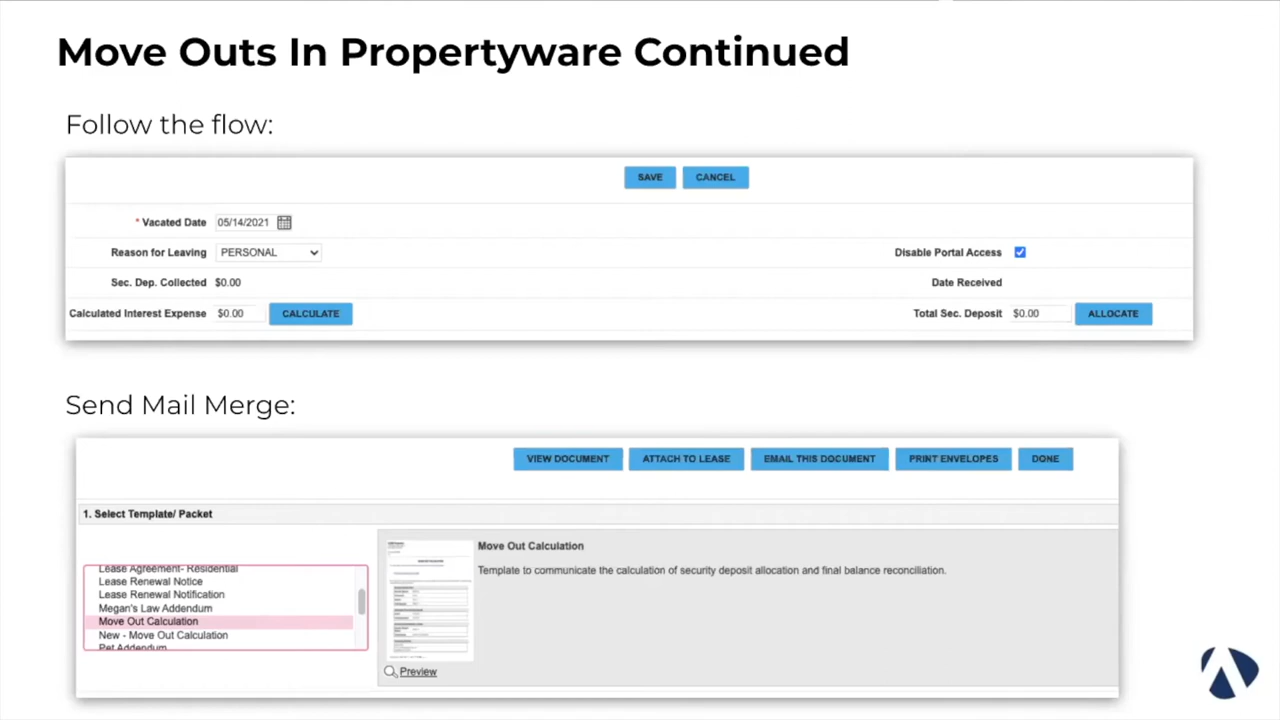 Move Outs In Propertyware Continued
Follow the flow:
SAVE CANCEL
* Vacated Date 05/14/2021
Reason for Leaving PERSONAL Disable Portal Access
Sec. Dep. Collected $0.00 Date Received
Calculated Interest Expense $0.00 CALCULATE Total Sec. Deposit $0.00 ALLOCATE
Send Mail Merge:
VIEW DOCUMENT ATTACH TO LEASE EMAIL THIS DOCUMENT PRINT ENVELOPES DONE
1. Select Template/ Packet
Lease Agreement- Residential
Lease Renewal Notice
Lease Renewal Notification
Megan's Law Addendum
Move Out Calculation
New - Move Out Calculation
Pet Addendum
Move Out Calculation
Template to communicate the calculation of security deposit allocation and final balance reconciliation.
Preview